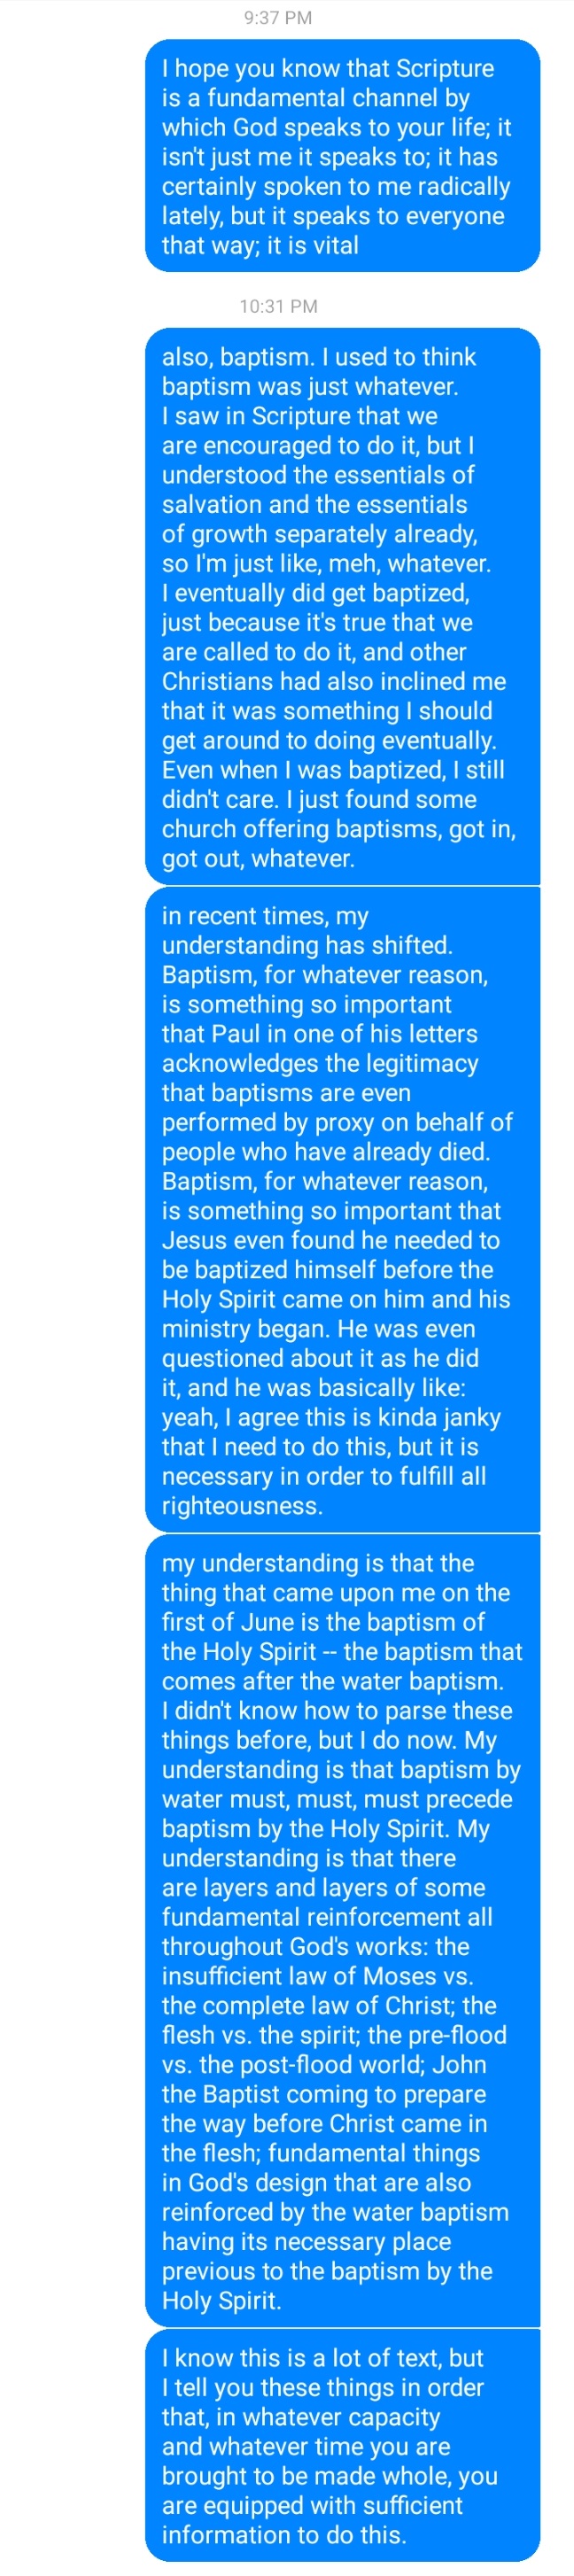 9:37 PM
I hope you know that Scripture
is a fundamental channel by
which God speaks to your life; it
isn't just me it speaks to; it has
certainly spoken to me radically
lately, but it speaks to everyone
that way; it is vital
10:31 PM
also, baptism. I used to think
baptism was just whatever.
I saw in Scripture that we
are encouraged to do it, but I
understood the essentials of
salvation and the essentials
of growth separately already,
so I'm just like, meh, whatever.
I eventually did get baptized,
just because it's true that we
are called to do it, and other
Christians had also inclined me
that it was something I should
get around to doing eventually.
Even when I was baptized, I still
didn't care. I just found some
church offering baptisms, got in,
got out, whatever.
in recent times, my
understanding has shifted.
Baptism, for whatever reason,
is something so important
that Paul in one of his letters
acknowledges the legitimacy
that baptisms are even
performed by proxy on behalf of
people who have already died.
Baptism, for whatever reason,
is something so important that
Jesus even found he needed to
be baptized himself before the
Holy Spirit came on him and his
ministry began. He was even
questioned about it as he did
it, and he was basically like:
yeah, I agree this is kinda janky
that I need to do this, but it is
necessary in order to fulfill all
righteousness.
my understanding is that the
thing that came upon me on the
first of June is the baptism of
the Holy Spirit -- the baptism that
comes after the water baptism.
I didn't know how to parse these
things before, but I do now. My
understanding is that baptism by
water must, must, must precede
baptism by the Holy Spirit. My
understanding is that there
are layers and layers of some
fundamental reinforcement all
throughout God's works: the
insufficient law of Moses vs.
the complete law of Christ; the
flesh vs. the spirit; the pre-flood
vs. the post-flood world; John
the Baptist coming to prepare
the way before Christ came in
the flesh; fundamental things
in God's design that are also
reinforced by the water baptism
having its necessary place
previous to the baptism by the
Holy Spirit.
I know this is a lot of text, but
I tell you these things in order
that, in whatever capacity
and whatever time you are
brought to be made whole, you
are equipped with sufficient
information to do this.